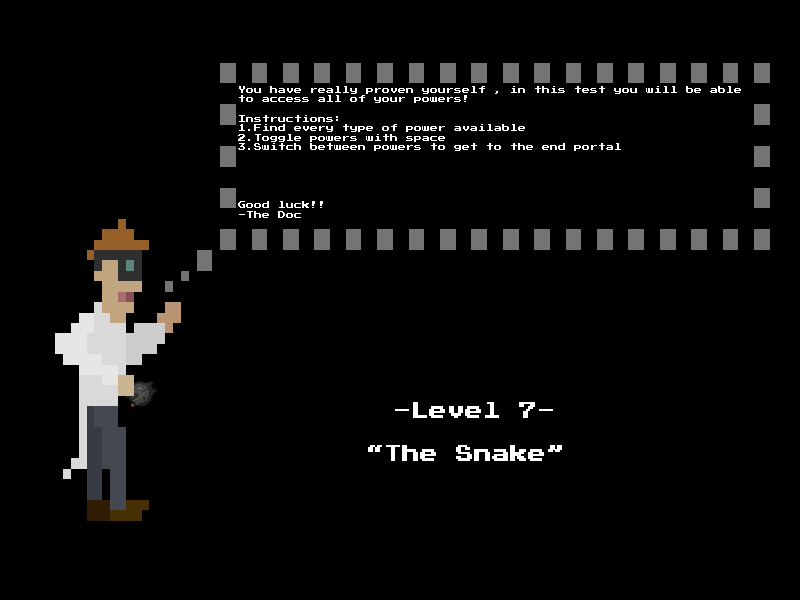 You have really proven yourself , in this test you will be able
to access all of your powers!
Instructions:
1.Find every type of power available
2.Toggle powers with space
3.Switch between powers to get to the end portal
Good luck!!
-The Doc
-Level 7-
"The Snake"